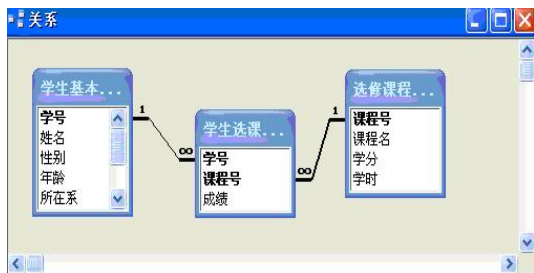 关系
学生基本...
学号
姓名
性别
年龄
所在系
1
∞
学生选课...
学号
课程号
成绩
∞
1
选修课程...
课程号
课程名
学分
学时